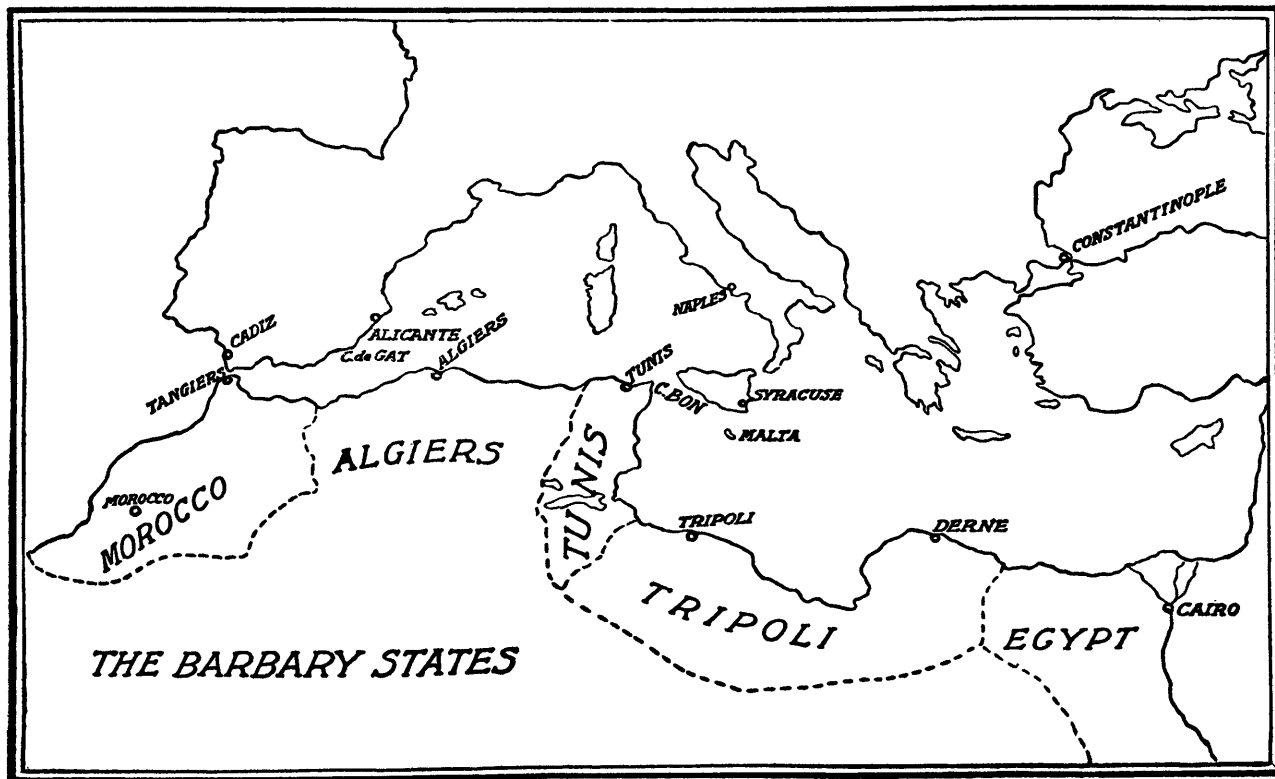 CONSTANTINOPLE
NAPLES
CADIZ
ALICANTE
C. de GAT
ALGIERS
TANGIERS
TUNIS
C. BON
SYRACUSE
MALTA
ALGIERS
TUNIS
MOROCCO
MOROCCO
TRIPOLI
DERNE
TRIPOLI
CAIRO
EGYPT
THE BARBARY STATES